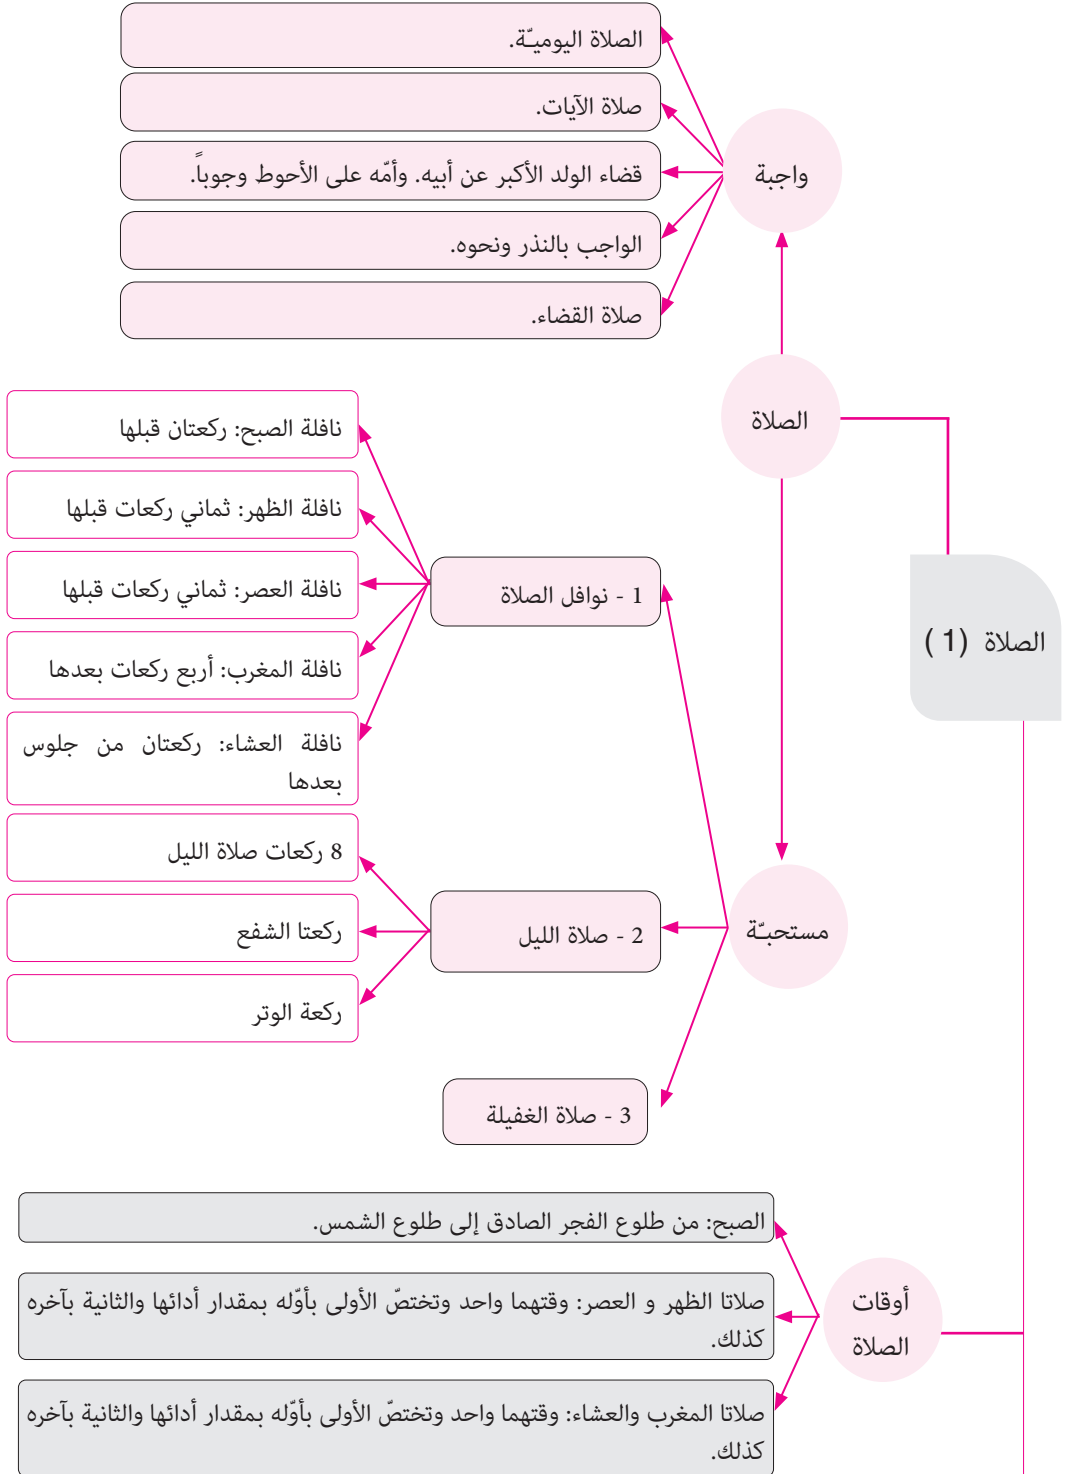 الصلاة اليوميّة.
صلاة الآيات.
قضاء الولد الأكبر عن أبيه. وأمّه على الأحوط وجوباً.
الواجب بالنذر ونحوه.
صلاة القضاء.
واجبة
الصلاة
الصلاة (1)
نافلة الصبح: ركعتان قبلها
نافلة الظهر: ثماني ركعات قبلها
نافلة العصر: ثماني ركعات قبلها
نافلة المغرب: أربع ركعات بعدها
نافلة العشاء: ركعتان من جلوس
بعدها
1 - نوافل الصلاة
8 ركعات صلاة الليل
ركعتا الشفع
ركعة الوتر
2 - صلاة الليل
مستحبّة
3 - صلاة الغفيلة
الصبح: من طلوع الفجر الصادق إلى طلوع الشمس.
صلاتا الظهر و العصر: وقتهما واحد وتختصّ الأولى بأوّله بمقدار أدائها والثانية بآخره
كذلك.
صلاتا المغرب والعشاء: وقتهما واحد وتختصّ الأولى بأوّله بمقدار أدائها والثانية بآخره
كذلك.
أوقات
الصلاة